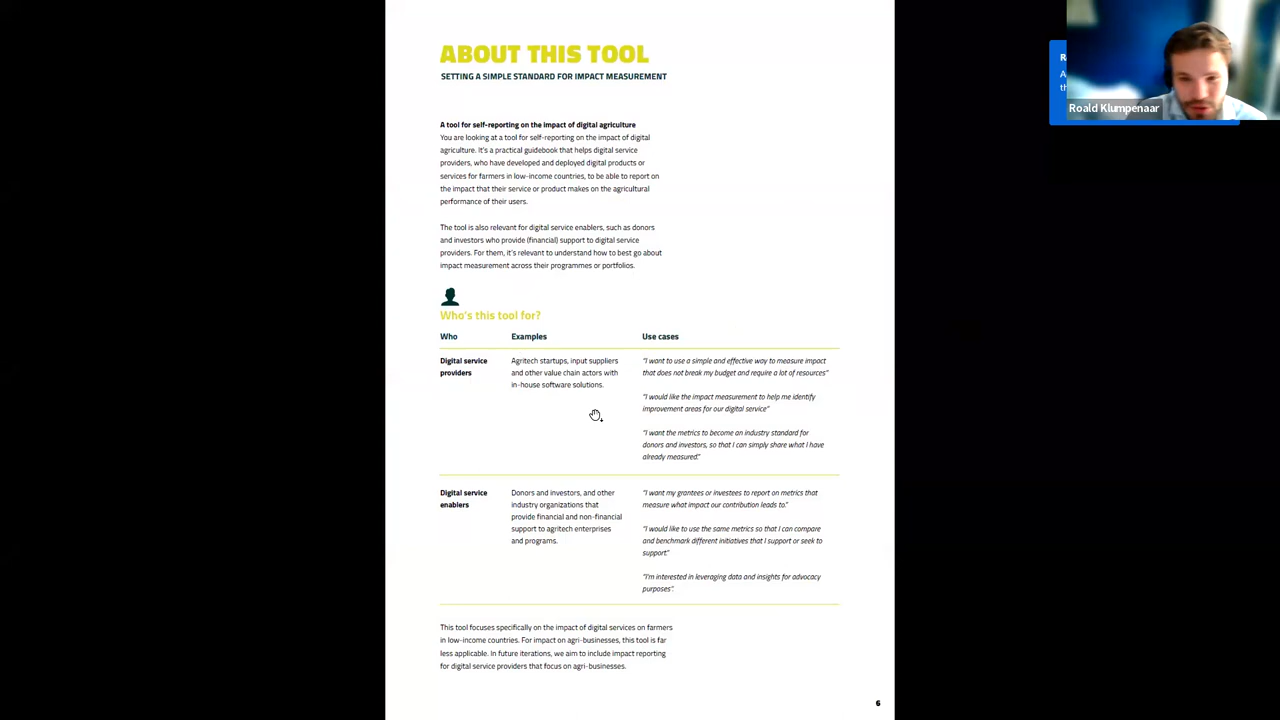 ABOUT THIS TOOL
SETTING A SIMPLE STANDARD FOR IMPACT MEASUREMENT
A tool for self-reporting on the impact of digital agriculture
You are looking at a tool for self-reporting on the impact of digital
agriculture. It's a practical guidebook that helps digital service
providers, who have developed and deployed digital products or
services for farmers in low-income countries, to be able to report on
the impact that their service or product makes on the agricultural
performance of their users.
The tool is also relevant for digital service enablers, such as donors
and investors who provide (financial) support to digital service
providers. For them, it's relevant to understand how to best go about
impact measurement across their programmes or portfolios.
Who's this tool for?
Who Examples Use cases
Digital service
providers
Agritech startups, input suppliers
and other value chain actors with
in-house software solutions.
"I want to use a simple and effective way to measure impact
that does not break my budget and require a lot of resources"
"I would like the impact measurement to help me identify
improvement areas for our digital service"
"I want the metrics to become an industry standard for
donors and investors, so that I can simply share what I have
already measured."
Digital service
enablers
Donors and investors, and other
industry organizations that
provide financial and non-financial
support to agritech enterprises
and programs.
"I want my grantees or investees to report on metrics that
measure what impact our contribution leads to."
"I would like to use the same metrics so that I can compare
and benchmark different initiatives that I support or seek to
support."
"I'm interested in leveraging data and insights for advocacy
purposes".
This tool focuses specifically on the impact of digital services on farmers
in low-income countries. For impact on agri-businesses, this tool is far
less applicable. In future iterations, we aim to include impact reporting
for digital service providers that focus on agri-businesses.
6
Roald Klumpenaar